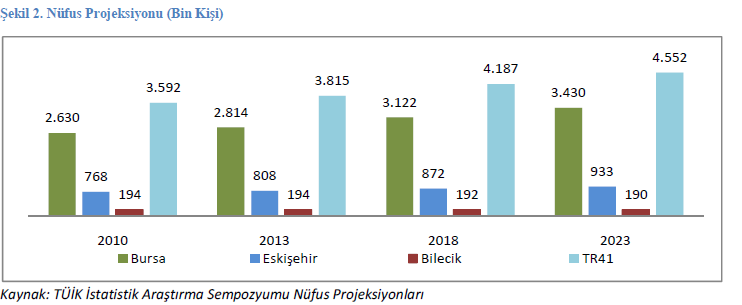 Şekil 2. Nüfus Projeksiyonu (Bin Kişi)
2.630 768 194 3.592 2.814 808 194 3.815 3.122 872 192 4.187 3.430 933 190 4.552
2010 2013 2018 2023
Bursa Eskişehir Bilecik TR41
Kaynak: TÜİK İstatistik Araştırma Sempozyumu Nüfus Projeksiyonları